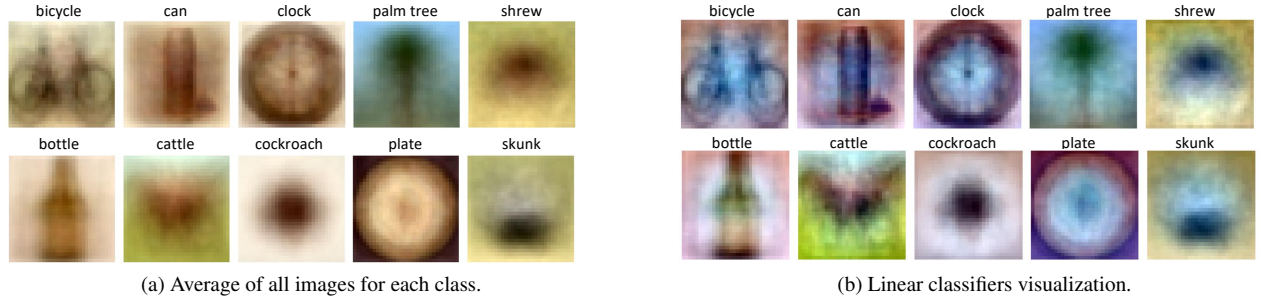 bicycle can clock palm tree shrew
bottle cattle cockroach plate skunk
(a) Average of all images for each class.
bicycle can clock palm tree shrew
bottle cattle cockroach plate skunk
(b) Linear classifiers visualization.